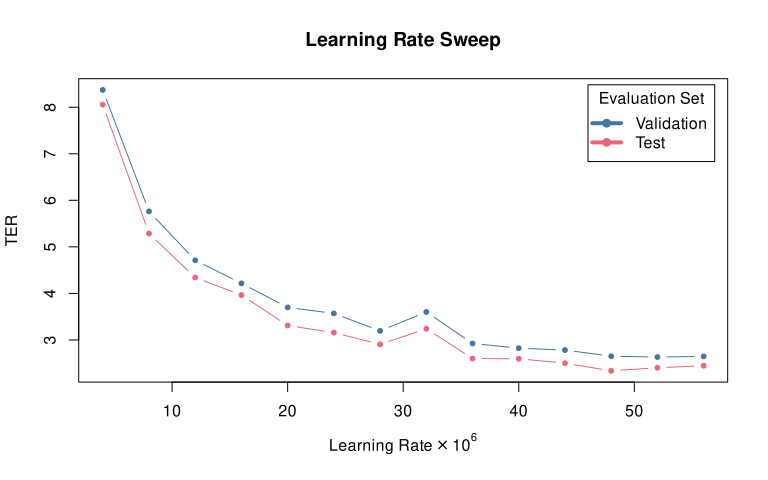 Learning Rate Sweep
Evaluation Set
Validation
Test
TER
8
7
6
5
4
3
10
20
30
40
50
Learning Rate × 10⁶